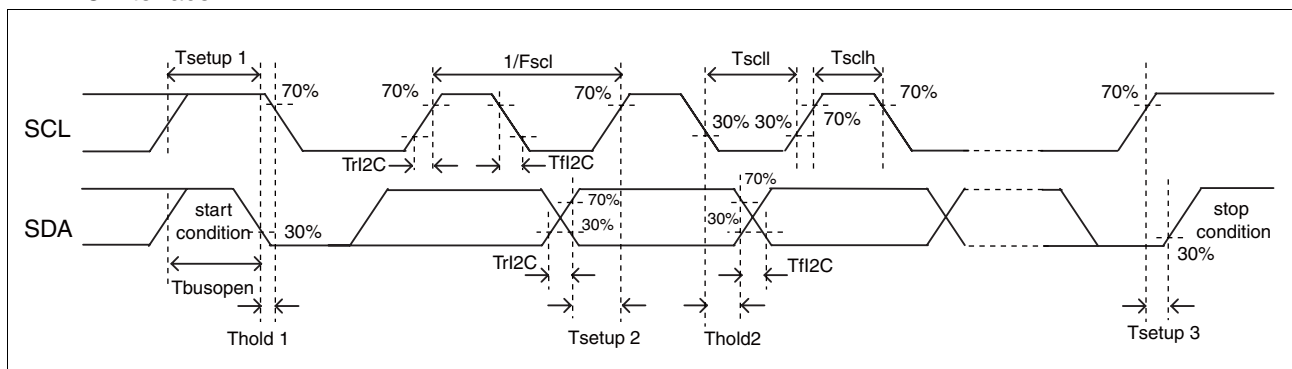 Tsetup 1
1/Fscl
Tscll
Tsclh
70%
70%
70%
70%
70%
SCL
30%
30%
70%
TrI2C
TfI2C
70%
70%
SDA
start
condition
30%
30%
30%
stop
condition
30%
TrI2C
TfI2C
Tbusopen
Thold 1
Tsetup 2
Thold2
Tsetup 3